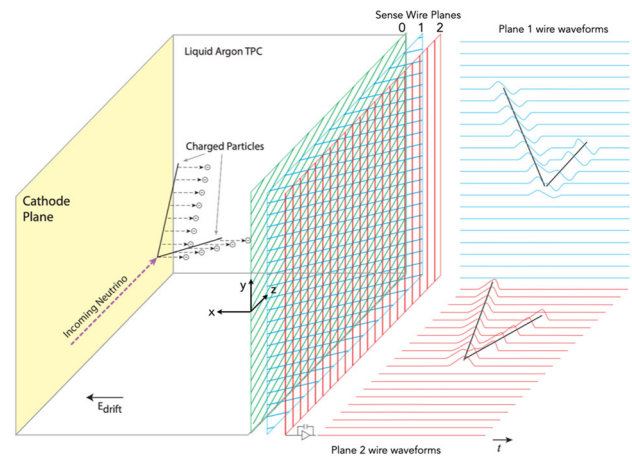 Sense Wire Planes
0 1 2
Plane 1 wire waveforms
Liquid Argon TPC
Charged Particles
Cathode
Plane
Incoming Neutrino
y
z
x
Edrift
t
Plane 2 wire waveforms